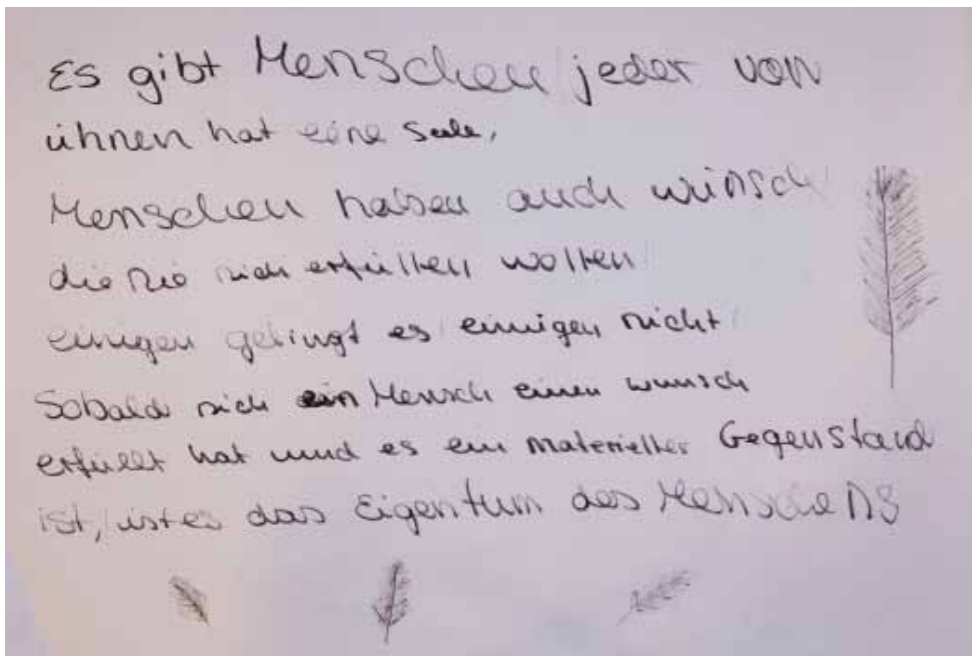 Es gibt Menschen jeder von
ühnen hat eine Seele,
Menschen haben auch wünsch
die sie sich erfüllen wollen
einigen gelingt es einigen nicht
Sobald sich ein Mensch einen wunsch
erfüllt hat und es ein materieller Gegenstand
ist, ist es das Eigentum des Menschens